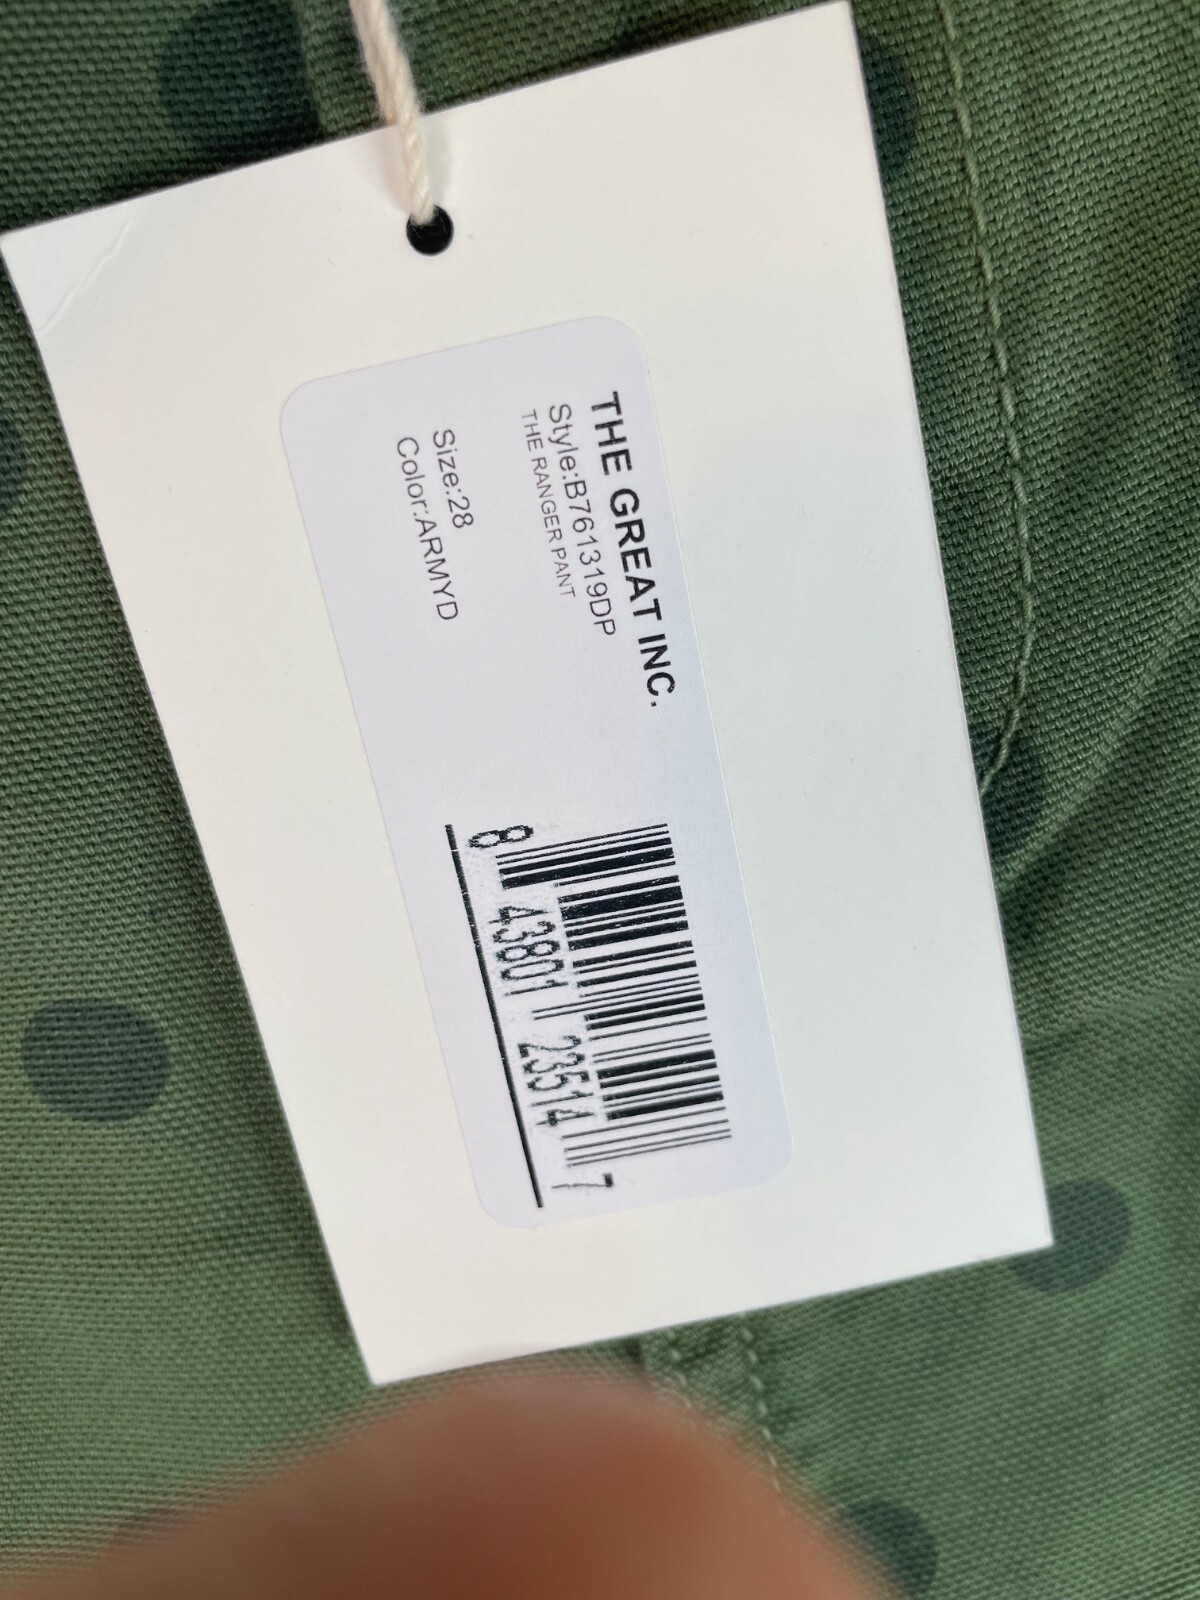 THE GREAT INC.
Style:B761319DP
THE RANGER PANT
Size:28
Color:ARMYD
8 43801 23514 7